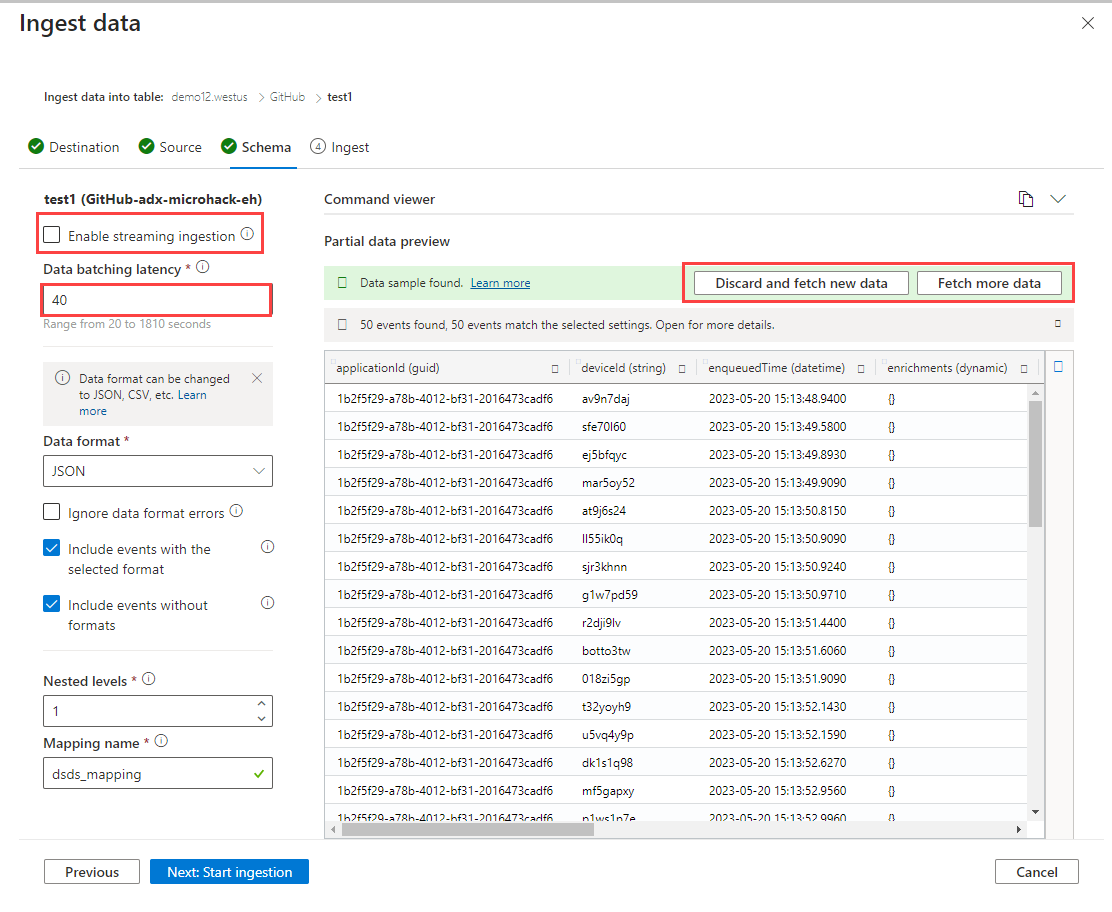 Ingest data
Ingest data into table: demo12.westus > GitHub > test1
Destination Source Schema 4 Ingest
test1 (GitHub-adx-microhack-eh)
Enable streaming ingestion
Data batching latency *
40
Range from 20 to 1810 seconds
Data format can be changed
to JSON, CSV, etc. Learn
more
Data format *
JSON
Ignore data format errors
Include events with the
selected format
Include events without
formats
Nested levels *
1
Mapping name *
dsds_mapping
Command viewer
Partial data preview
Data sample found. Learn more Discard and fetch new data Fetch more data
50 events found, 50 events match the selected settings. Open for more details.
applicationId (guid) deviceId (string) enqueuedTime (datetime) enrichments (dynamic)
1b2f5f29-a78b-4012-bf31-2016473cadf6 av9n7daj 2023-05-20 15:13:48.9400 {}
1b2f5f29-a78b-4012-bf31-2016473cadf6 sfe70l60 2023-05-20 15:13:49.5800 {}
1b2f5f29-a78b-4012-bf31-2016473cadf6 ej5bfqyc 2023-05-20 15:13:49.8930 {}
1b2f5f29-a78b-4012-bf31-2016473cadf6 mar5oy52 2023-05-20 15:13:49.9090 {}
1b2f5f29-a78b-4012-bf31-2016473cadf6 at9j6s24 2023-05-20 15:13:50.8150 {}
1b2f5f29-a78b-4012-bf31-2016473cadf6 ll55ik0q 2023-05-20 15:13:50.9090 {}
1b2f5f29-a78b-4012-bf31-2016473cadf6 sjr3khnn 2023-05-20 15:13:50.9240 {}
1b2f5f29-a78b-4012-bf31-2016473cadf6 g1w7pd59 2023-05-20 15:13:50.9710 {}
1b2f5f29-a78b-4012-bf31-2016473cadf6 r2dji9lv 2023-05-20 15:13:51.4400 {}
1b2f5f29-a78b-4012-bf31-2016473cadf6 botto3tw 2023-05-20 15:13:51.6060 {}
1b2f5f29-a78b-4012-bf31-2016473cadf6 018zi5gp 2023-05-20 15:13:51.9090 {}
1b2f5f29-a78b-4012-bf31-2016473cadf6 t32yoyh9 2023-05-20 15:13:52.1430 {}
1b2f5f29-a78b-4012-bf31-2016473cadf6 u5vq4y9p 2023-05-20 15:13:52.1590 {}
1b2f5f29-a78b-4012-bf31-2016473cadf6 dk1s1q98 2023-05-20 15:13:52.6270 {}
1b2f5f29-a78b-4012-bf31-2016473cadf6 mf5gapxy 2023-05-20 15:13:52.9560 {}
1b2f5f29-a78b-4012-bf31-2016473cadf6 2023-05-20 15:13:52.9960 {}
Previous Next: Start ingestion Cancel